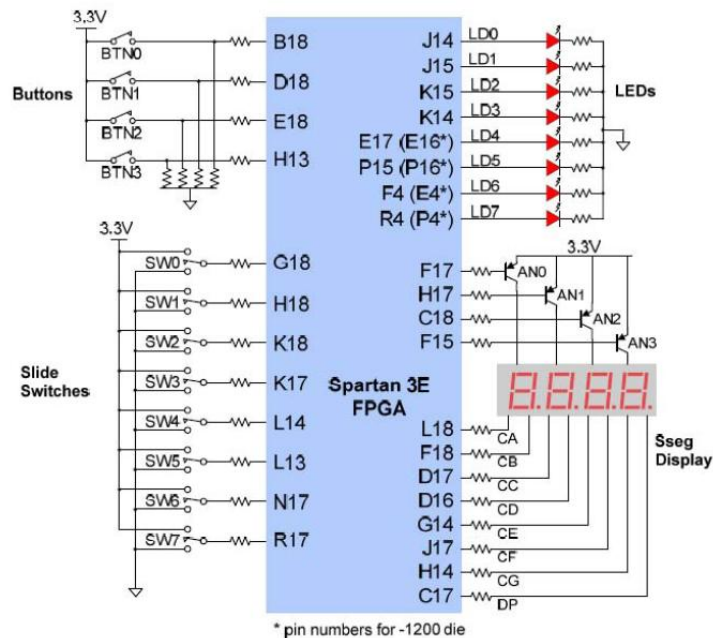 3.3V
BTN0
BTN1
BTN2
BTN3
Buttons
B18
D18
E18
H13
J14 LD0
J15 LD1
K15 LD2
K14 LD3
E17 (E16*) LD4
P15 (P16*) LD5
F4 (E4*) LD6
R4 (P4*) LD7
LEDs
3.3V
SW0 G18
SW1 H18
SW2 K18
SW3 K17
SW4 L14
SW5 L13
SW6 N17
SW7 R17
Slide
Switches
Spartan 3E
FPGA
3.3V
F17 AN0
H17 AN1
C18 AN2
F15 AN3
8.8.8.8.
L18 CA
F18 CB
D17 CC
D16 CD
G14 CE
J17 CF
H14 CG
C17 DP
Sseg
Display
* pin numbers for -1200 die